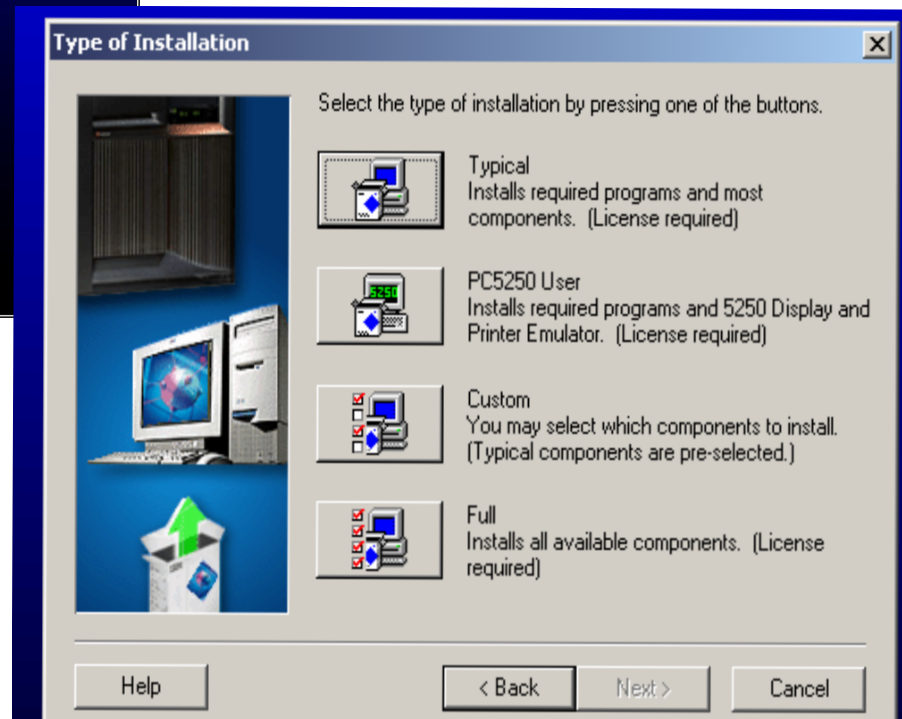 Type of Installation
Select the type of installation by pressing one of the buttons.
Typical
Installs required programs and most
components. (License required)
5250
PC5250 User
Installs required programs and 5250 Display and
Printer Emulator. (License required)
Custom
You may select which components to install.
(Typical components are pre-selected.)
Full
Installs all available components. (License
required)
Help
< Back
Next >
Cancel